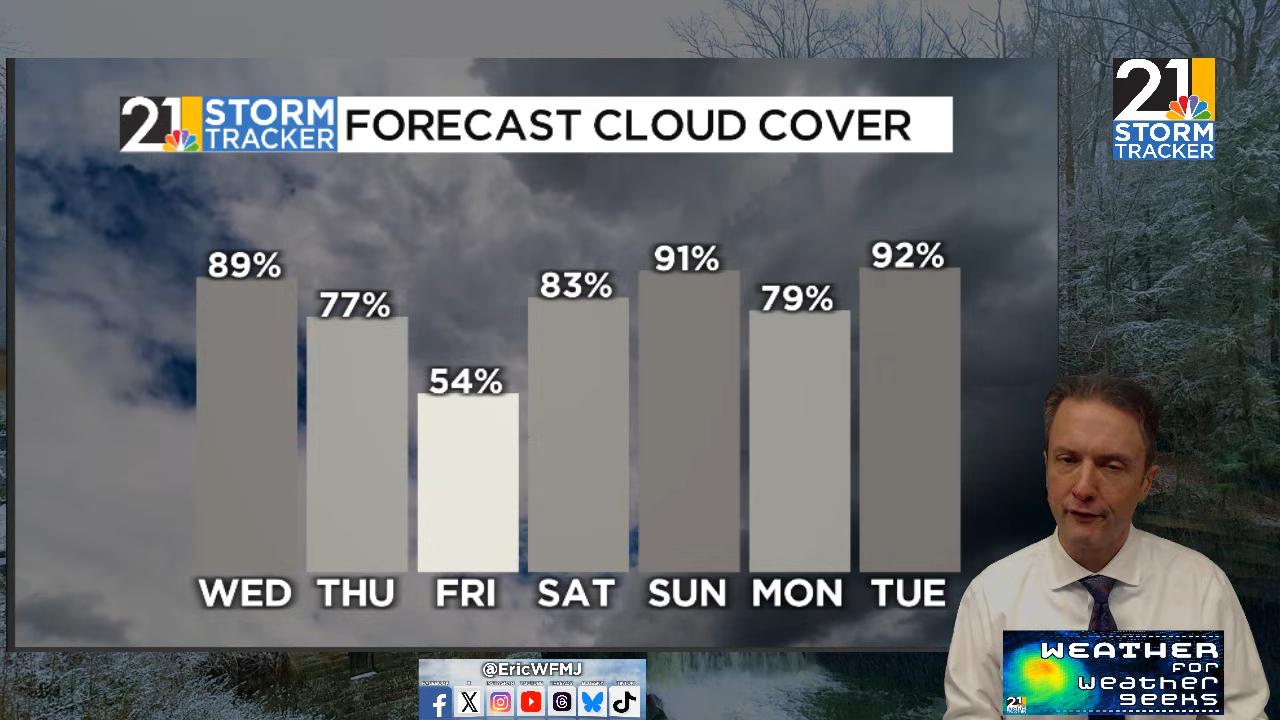 21 STORM TRACKER FORECAST CLOUD COVER
21 STORM TRACKER
89%
77%
54%
83%
91%
79%
92%
WED THU FRI SAT SUN MON TUE
@EricWFMJ
WEATHER
FOR
WEATHER
GEEKS
21